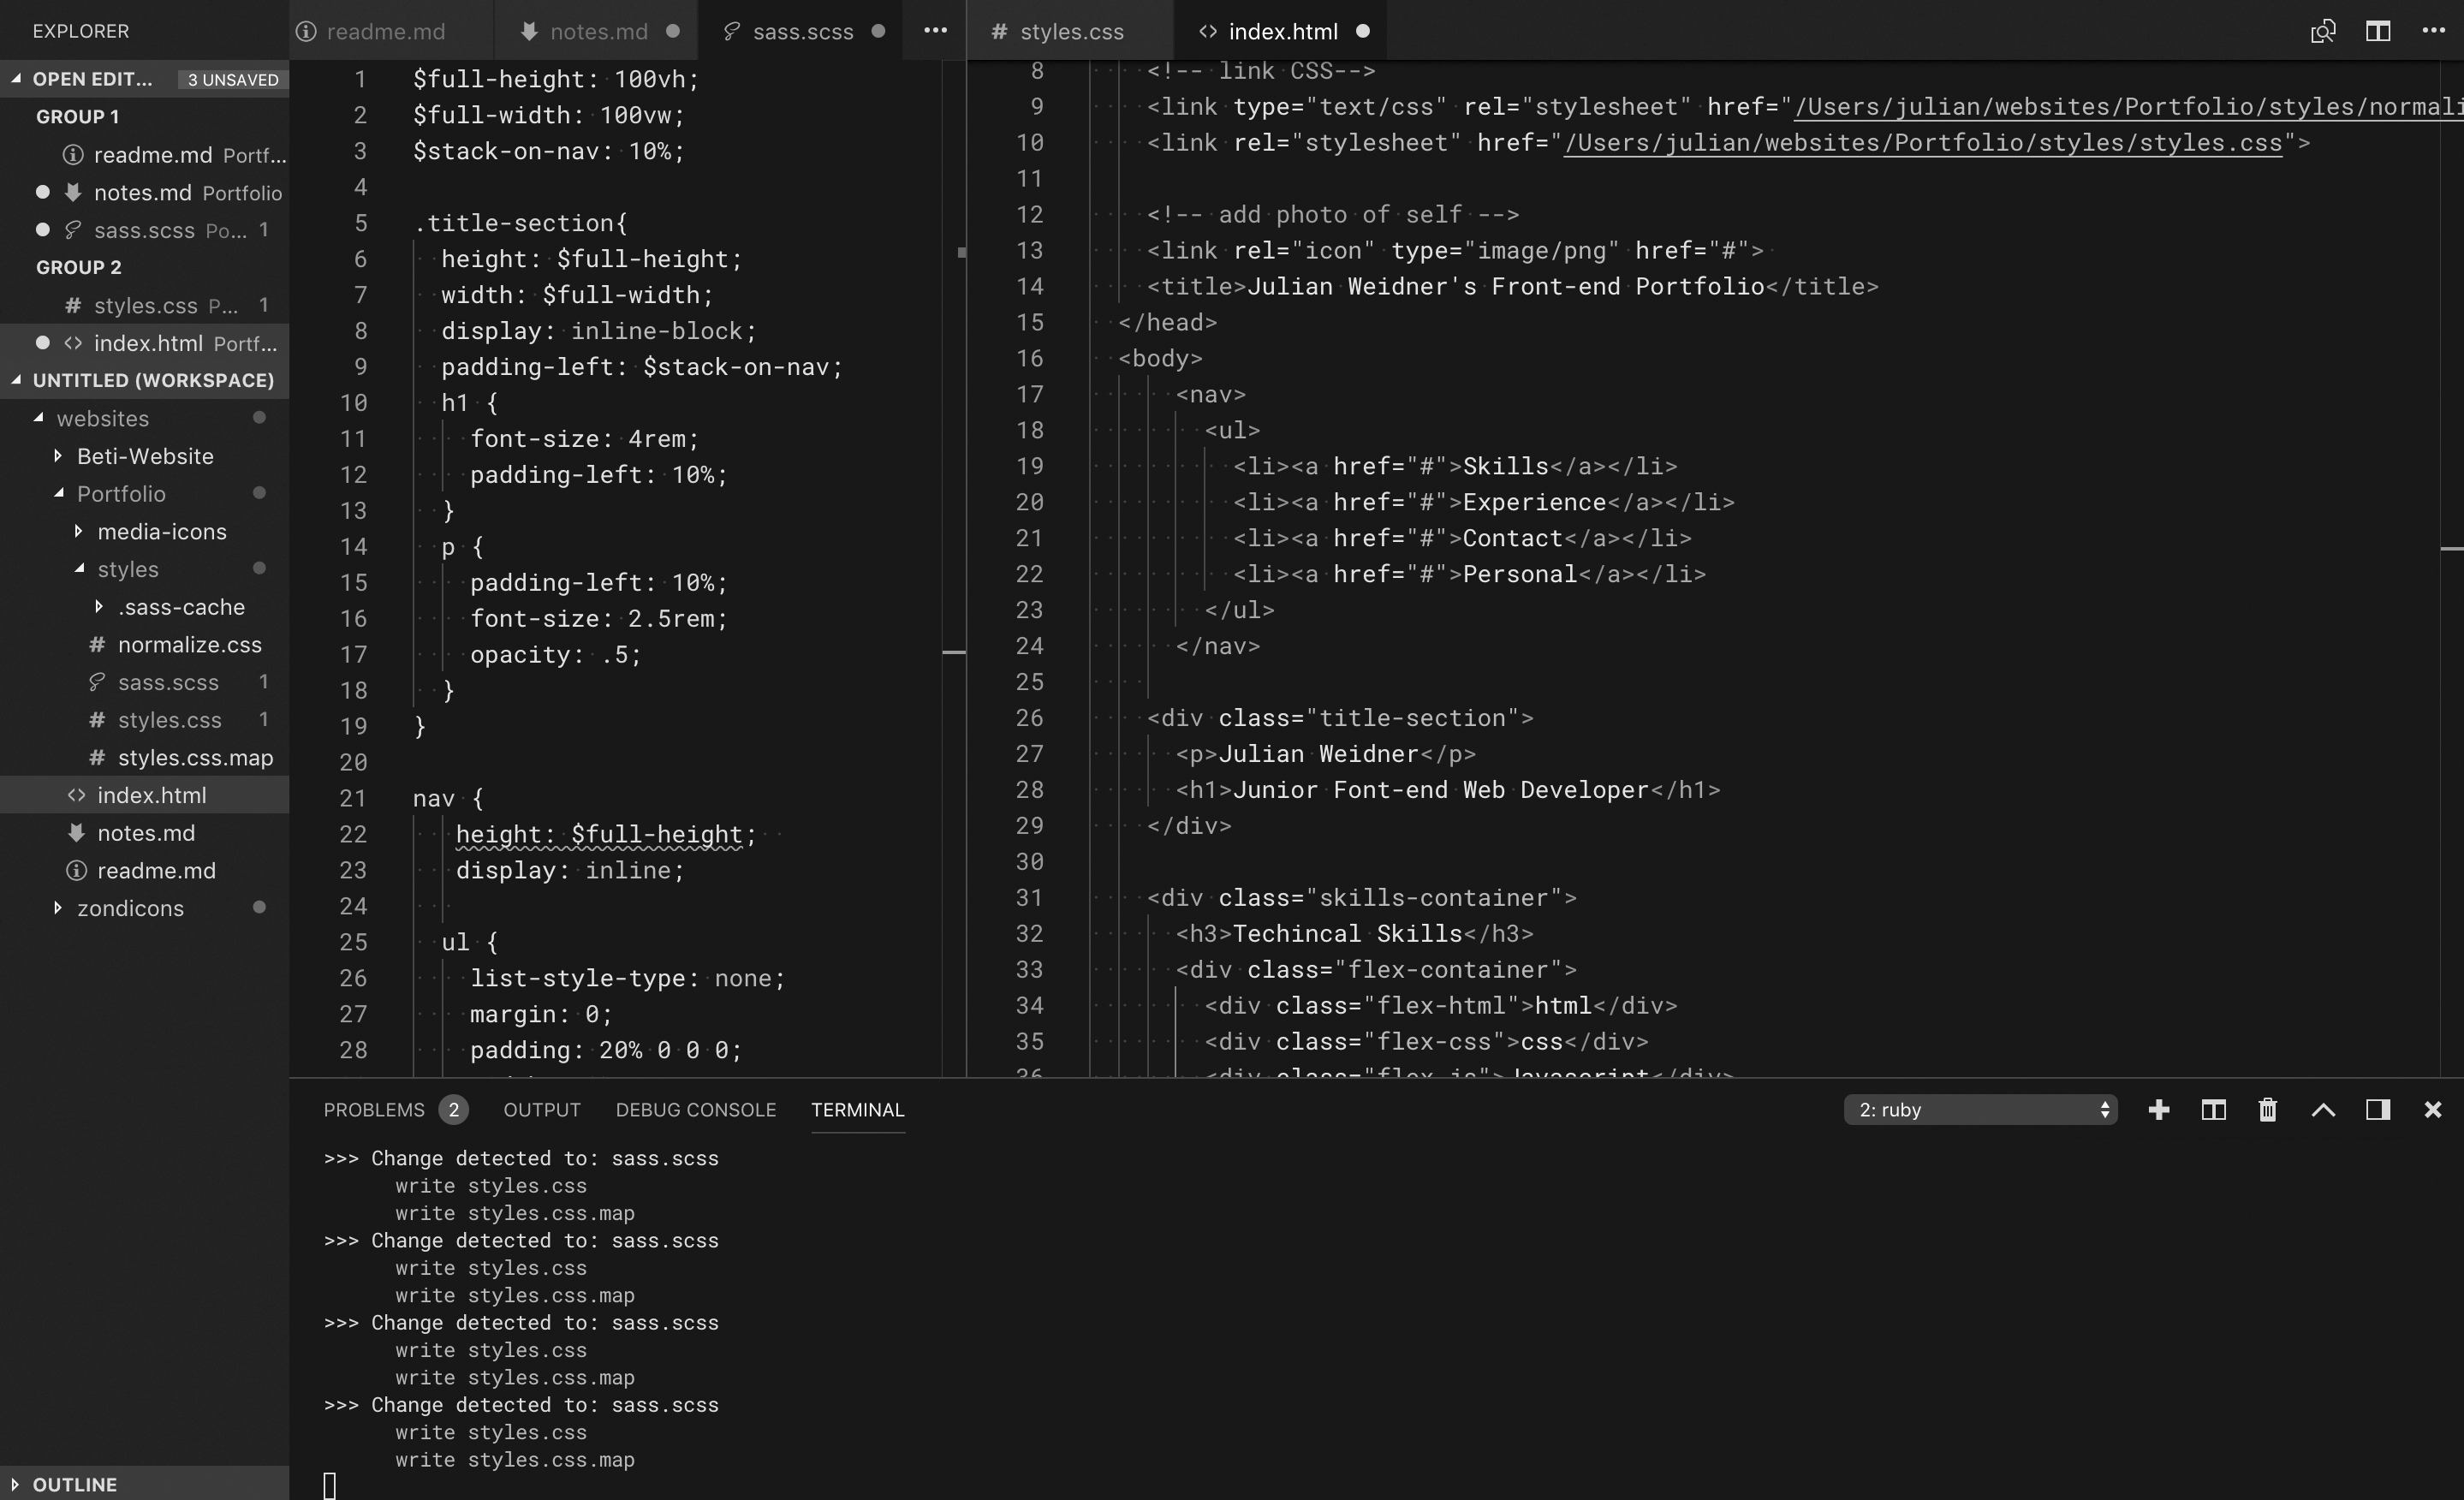 EXPLORER
OPEN EDIT... 3 UNSAVED
GROUP 1
readme.md Portf...
notes.md Portfolio
sass.scss Po... 1
GROUP 2
styles.css P... 1
index.html Portf...
UNTITLED (WORKSPACE)
websites
Beti-Website
Portfolio
media-icons
styles
.sass-cache
normalize.css
sass.scss 1
styles.css 1
styles.css.map
index.html
notes.md
readme.md
zondicons
OUTLINE
readme.md notes.md sass.scss ...
1 $full-height: 100vh;
2 $full-width: 100vw;
3 $stack-on-nav: 10%;
4
5 .title-section{
6 height: $full-height;
7 width: $full-width;
8 display: inline-block;
9 padding-left: $stack-on-nav;
10 h1 {
11 font-size: 4rem;
12 padding-left: 10%;
13 }
14 p {
15 padding-left: 10%;
16 font-size: 2.5rem;
17 opacity: .5;
18 }
19 }
20
21 nav {
22 height: $full-height;
23 display: inline;
24
25 ul {
26 list-style-type: none;
27 margin: 0;
28 padding: 20% 0 0 0;
# styles.css <> index.html
8 <!-- link CSS-->
9 <link type="text/css" rel="stylesheet" href="/Users/julian/websites/Portfolio/styles/normali
10 <link rel="stylesheet" href="/Users/julian/websites/Portfolio/styles/styles.css">
11
12 <!-- add photo of self -->
13 <link rel="icon" type="image/png" href="#">
14 <title>Julian Weidner's Front-end Portfolio</title>
15 </head>
16 <body>
17 <nav>
18 <ul>
19 <li><a href="#">Skills</a></li>
20 <li><a href="#">Experience</a></li>
21 <li><a href="#">Contact</a></li>
22 <li><a href="#">Personal</a></li>
23 </ul>
24 </nav>
25
26 <div class="title-section">
27 <p>Julian Weidner</p>
28 <h1>Junior Font-end Web Developer</h1>
29 </div>
30
31 <div class="skills-container">
32 <h3>Techincal Skills</h3>
33 <div class="flex-container">
34 <div class="flex-html">html</div>
35 <div class="flex-css">css</div>
36 <div class="flex-js">Javascript</div>
PROBLEMS 2 OUTPUT DEBUG CONSOLE TERMINAL 2: ruby
>>> Change detected to: sass.scss
write styles.css
write styles.css.map
>>> Change detected to: sass.scss
write styles.css
write styles.css.map
>>> Change detected to: sass.scss
write styles.css
write styles.css.map
>>> Change detected to: sass.scss
write styles.css
write styles.css.map